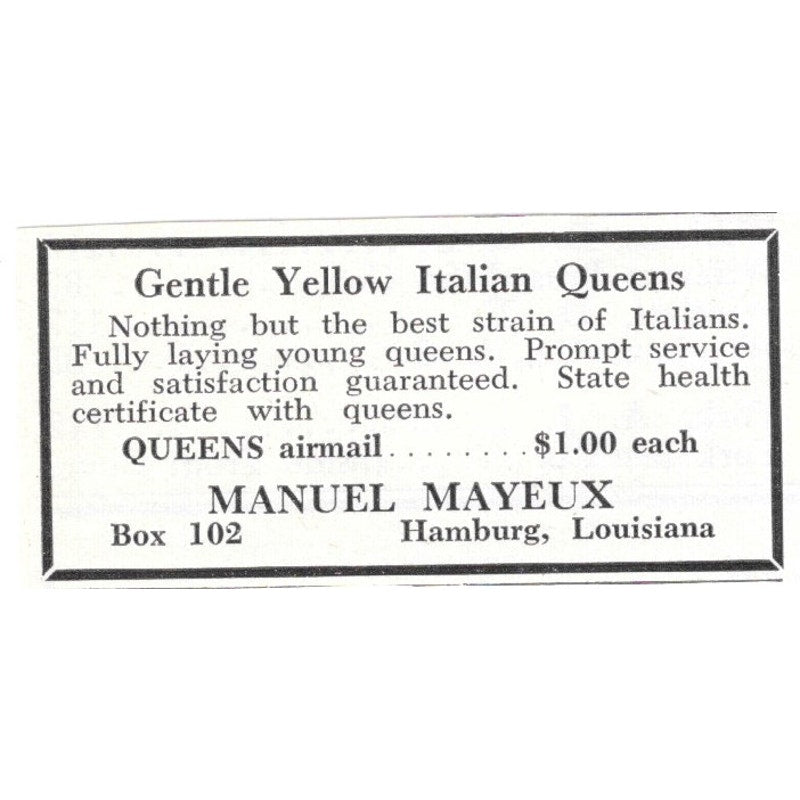 Gentle Yellow Italian Queens
Nothing but the best strain of Italians.
Fully laying young queens. Prompt service
and satisfaction guaranteed. State health
certificate with queens.
QUEENS airmail........$1.00 each
MANUEL MAYEUX
Box 102 Hamburg, Louisiana